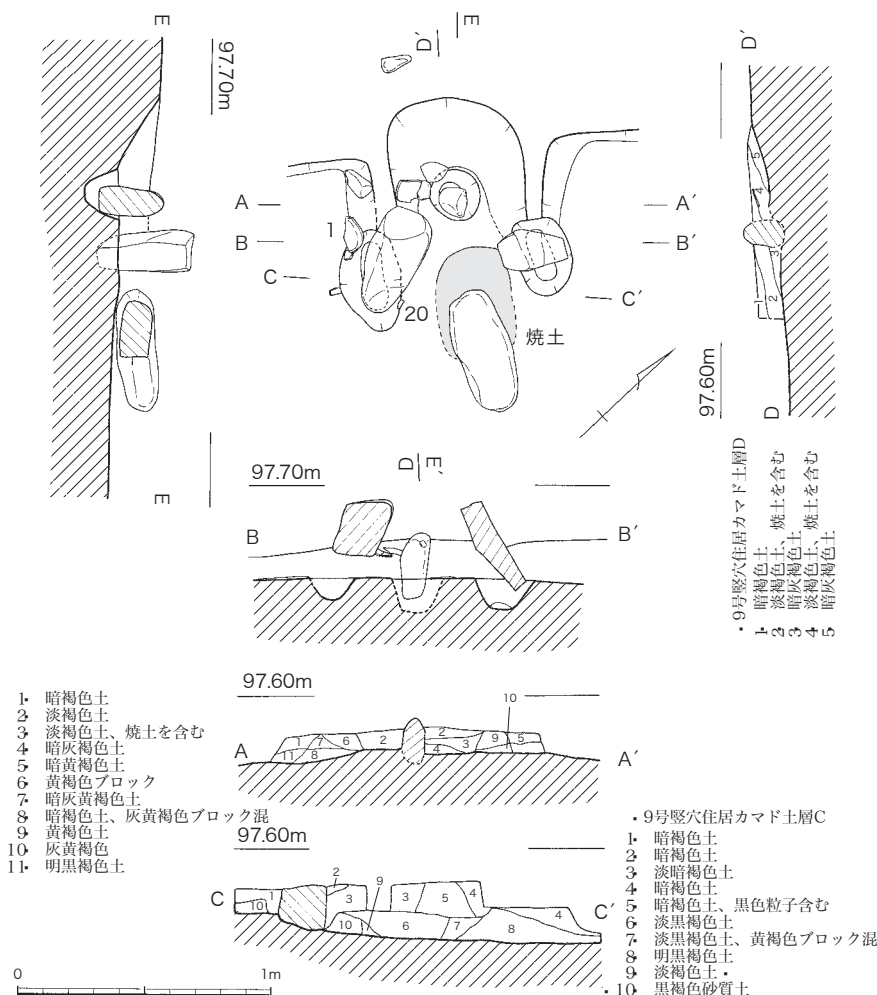 E
D′
E
D′
97.70m
A
A′
1
B
B′
C
C′
20
焼土
97.60m
D
E
97.70m
D
E′
B
B′
・9号竪穴住居カマド土層D
1・ 暗褐色土
2・ 淡褐色土、焼土を含む
3・ 暗灰褐色土
4・ 淡褐色土、焼土を含む
5・ 暗灰褐色土
5
4
3
1
2
97.60m
10
A
1
7
6
2
2
3
9
5
A′
11
8
4
1・ 暗褐色土
2・ 淡褐色土
3・ 淡褐色土、焼土を含む
4・ 暗灰褐色土
5・ 暗黄褐色土
6・ 黄褐色ブロック
7・ 暗灰黄褐色土
8・ 暗褐色土、灰黄褐色ブロック混
9・ 黄褐色土
10・ 灰黄褐色
11・ 明黒褐色土
97.60m
C
2
9
1
3
3
5
4
C′
10
10
6
7
8
4
・9号竪穴住居カマド土層C
1・ 暗褐色土
2・ 暗褐色土
3・ 淡暗褐色土
4・ 暗褐色土
5・ 暗褐色土、黒色粒子含む
6・ 淡黒褐色土
7・ 淡黒褐色土、黄褐色ブロック混
8・ 明黒褐色土
9・ 淡褐色土・
・10・ 黒褐色砂質土
0
1m